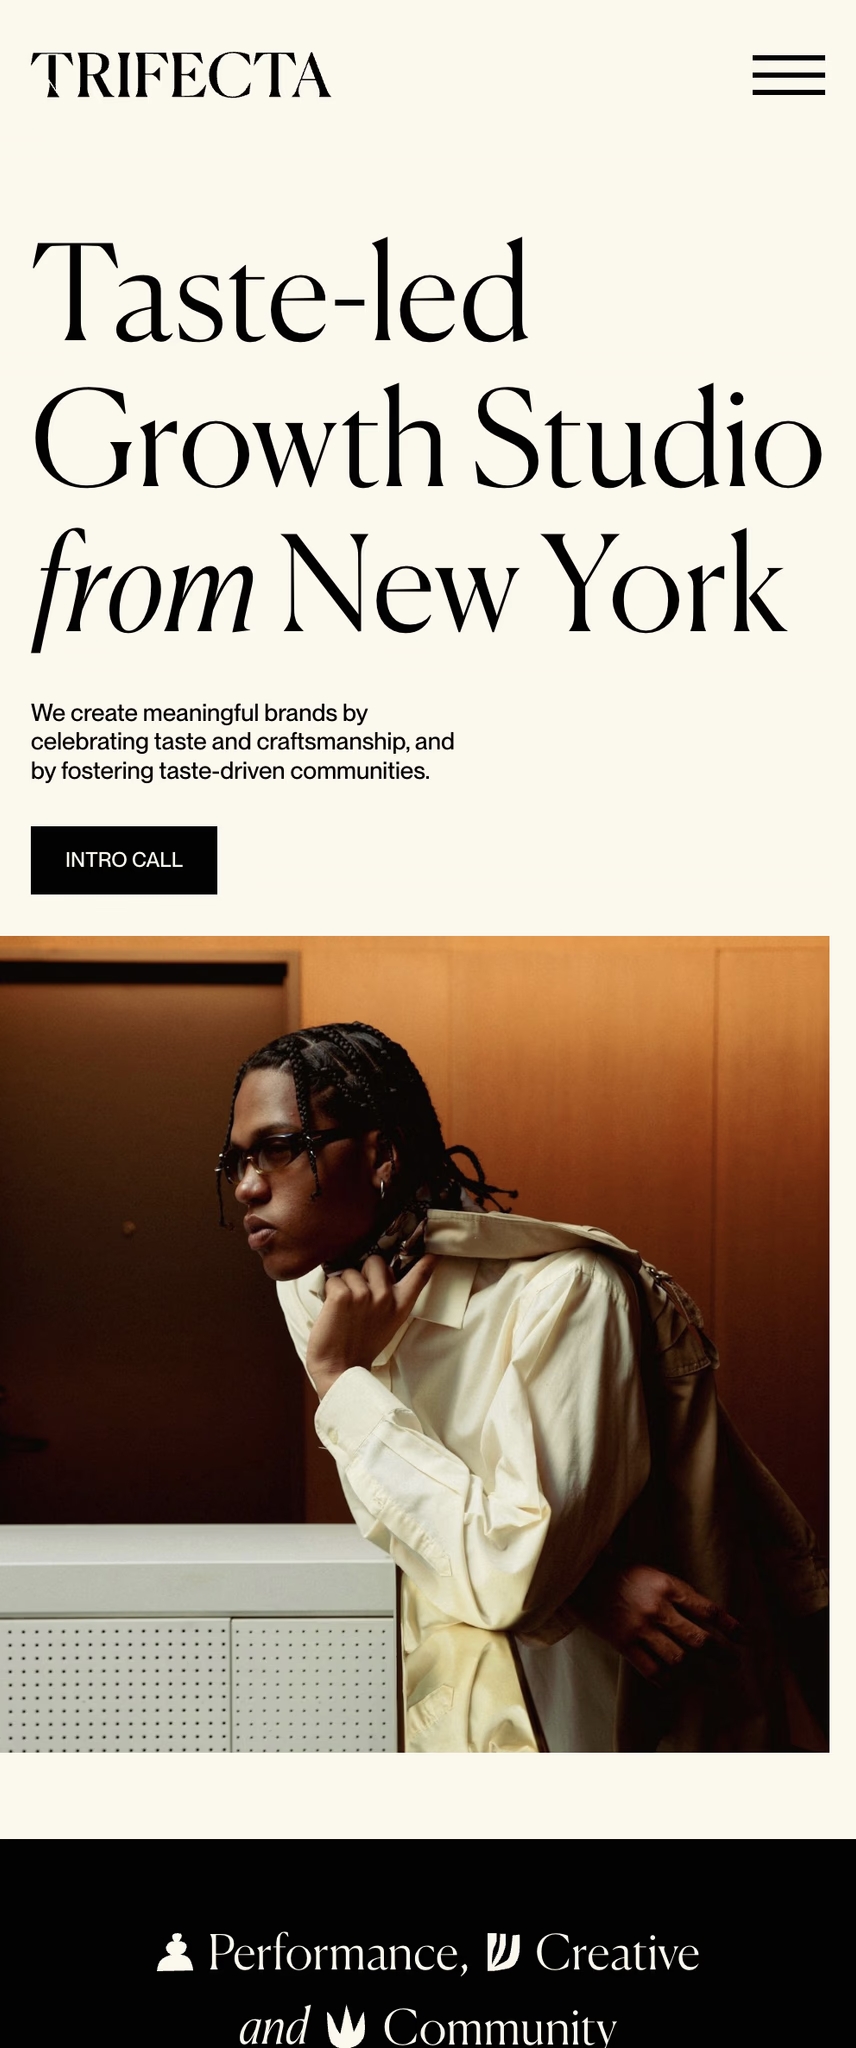 TRIFECTA
Taste-led
Growth Studio
from New York
We create meaningful brands by
celebrating taste and craftsmanship, and
by fostering taste-driven communities.
INTRO CALL
Performance, Creative
and Community